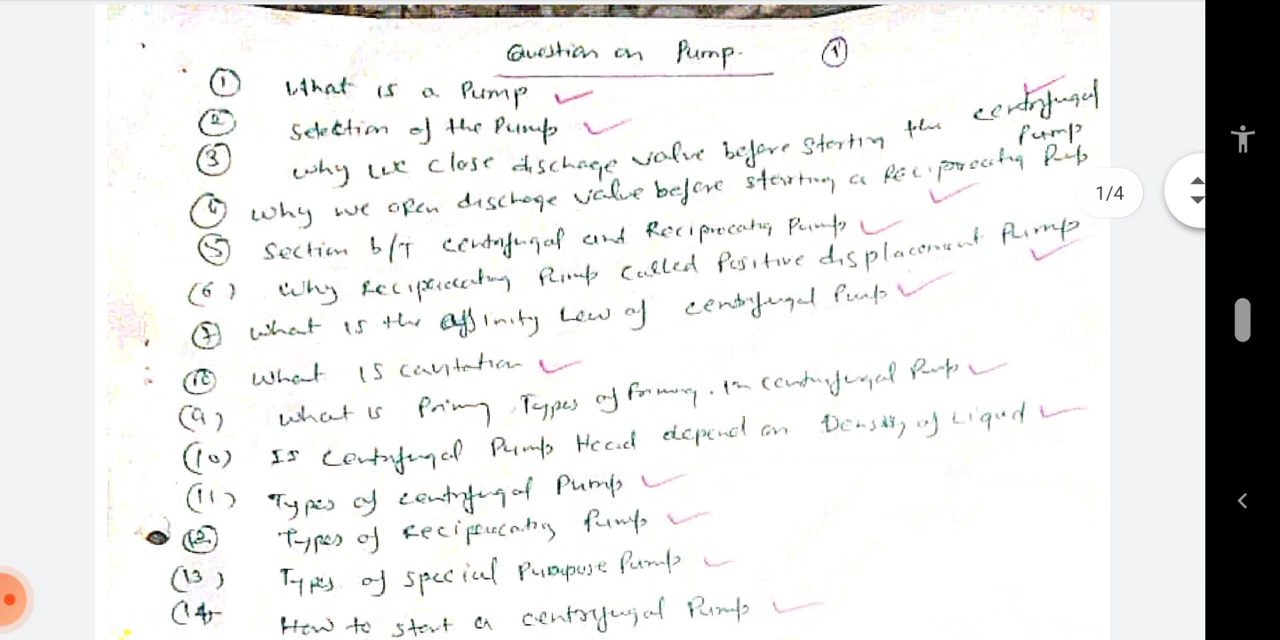 Question on Pump. 1
1 What is a Pump
2 Selection of the Pump
3 Why we close dischage valve before starting the centrifugal Pump
4 Why we open dischage valve before starting a Reciprocating Pump
5 Section b/T centrifugal and Reciprocating Pump
(6) Why Reciprocating Pump called Positive displacement Pump
7 What is the affinity Law of centrifugal Pump
What is cavitation
(9) What is Priming Types of Priming. In centrifugal Pump
(10) Is centrifugal Pump Head depend on Density of Liquid
(11) Types of centrifugal Pump
12 Types of Reciprocating Pump
(13) Types of special Purpuse Pump
(14) How to start a centrifugal Pump
1/4